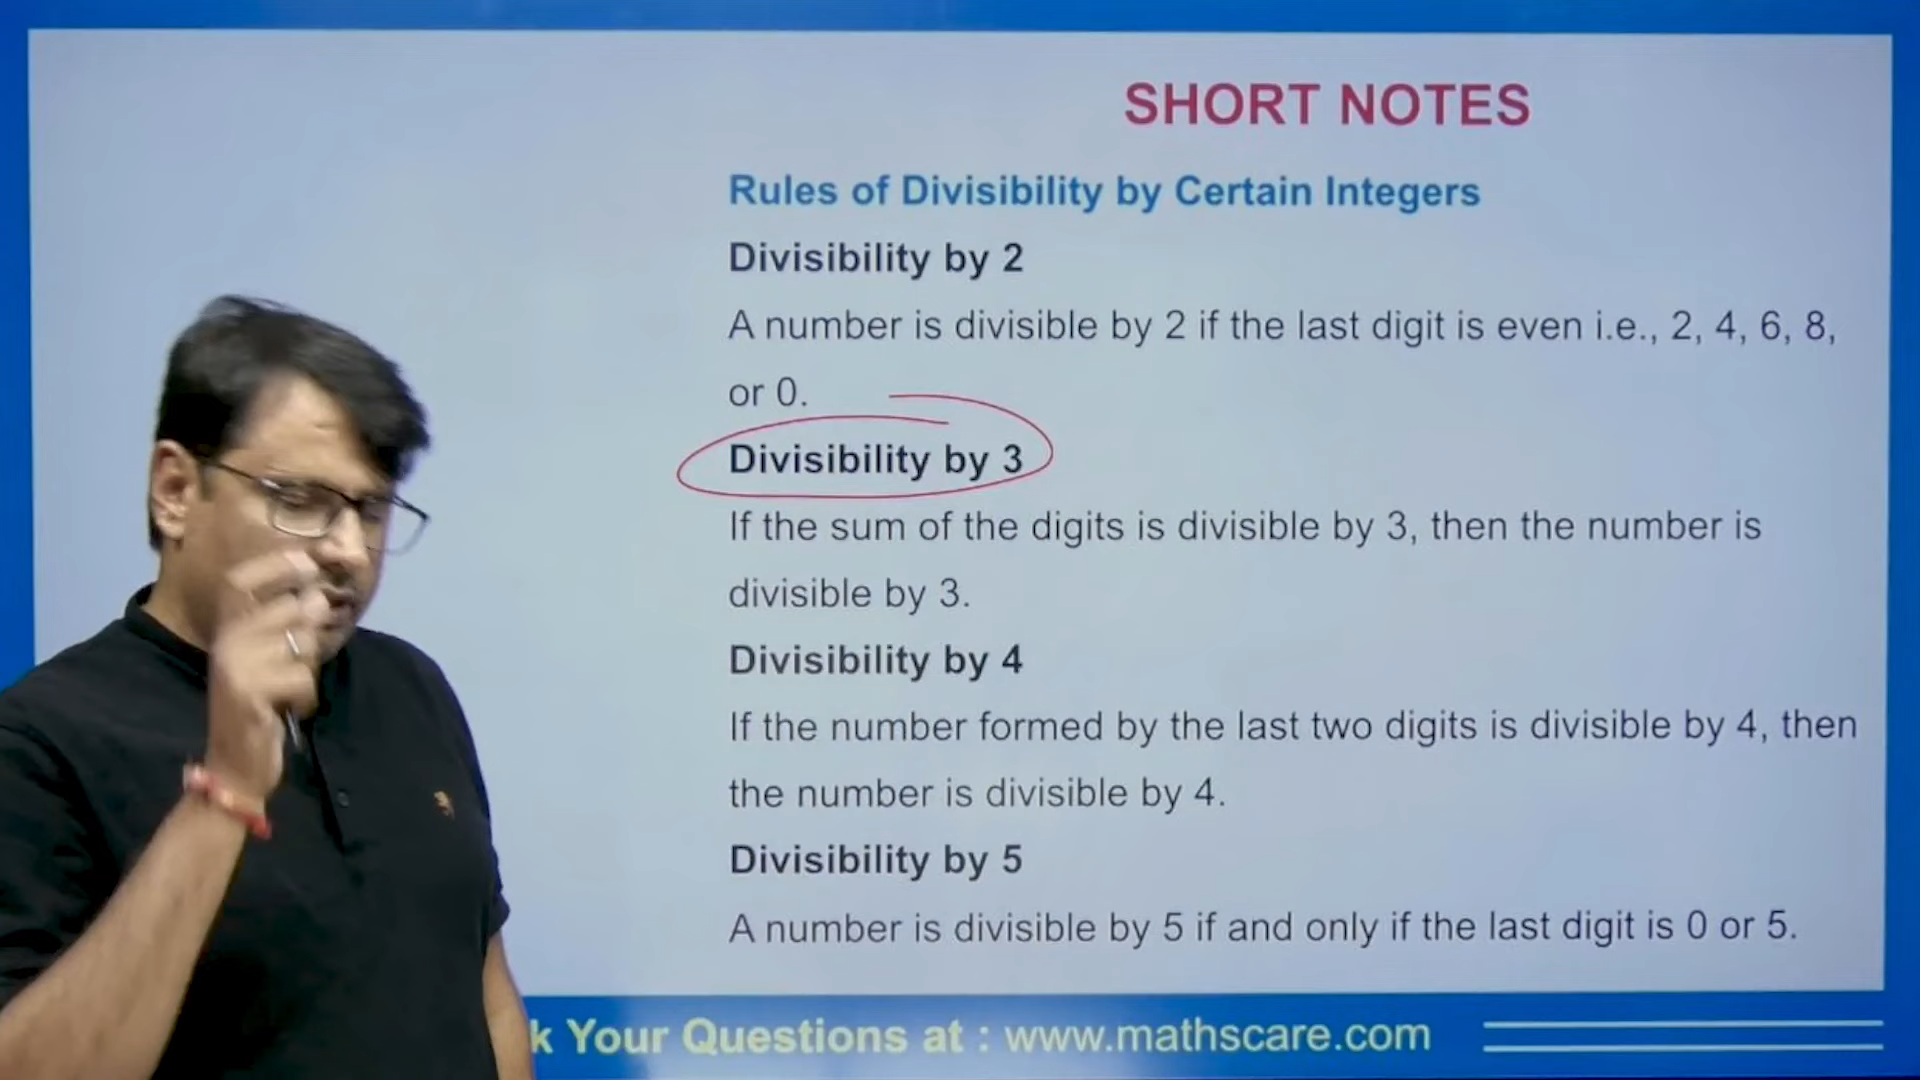 SHORT NOTES
Rules of Divisibility by Certain Integers
Divisibility by 2
A number is divisible by 2 if the last digit is even i.e., 2, 4, 6, 8,
or 0.
Divisibility by 3
If the sum of the digits is divisible by 3, then the number is
divisible by 3.
Divisibility by 4
If the number formed by the last two digits is divisible by 4, then
the number is divisible by 4.
Divisibility by 5
A number is divisible by 5 if and only if the last digit is 0 or 5.
k Your Questions at : www.mathscare.com